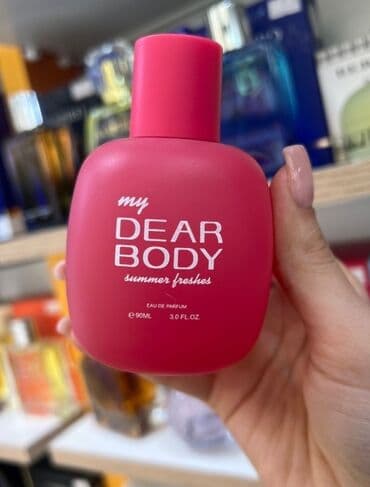 my
DEAR
BODY
summer freshes
EAU DE PARFUM
℮ 90ML 3.0 FL.OZ.